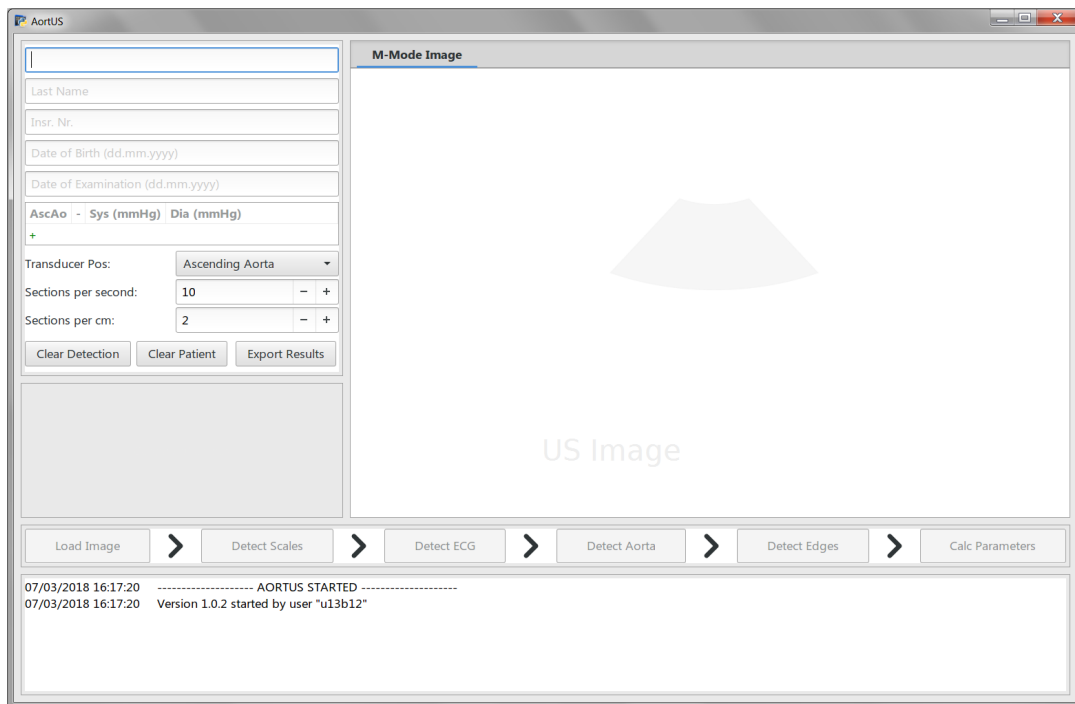 AortUS
M-Mode Image
Last Name
Insr. Nr.
Date of Birth (dd.mm.yyyy)
Date of Examination (dd.mm.yyyy)
AscAo - Sys (mmHg) Dia (mmHg)
+
Transducer Pos: Ascending Aorta
Sections per second: 10 − +
Sections per cm: 2 − +
Clear Detection Clear Patient Export Results
US Image
Load Image Detect Scales Detect ECG Detect Aorta Detect Edges Calc Parameters
07/03/2018 16:17:20 -------------------- AORTUS STARTED --------------------
07/03/2018 16:17:20 Version 1.0.2 started by user "u13b12"